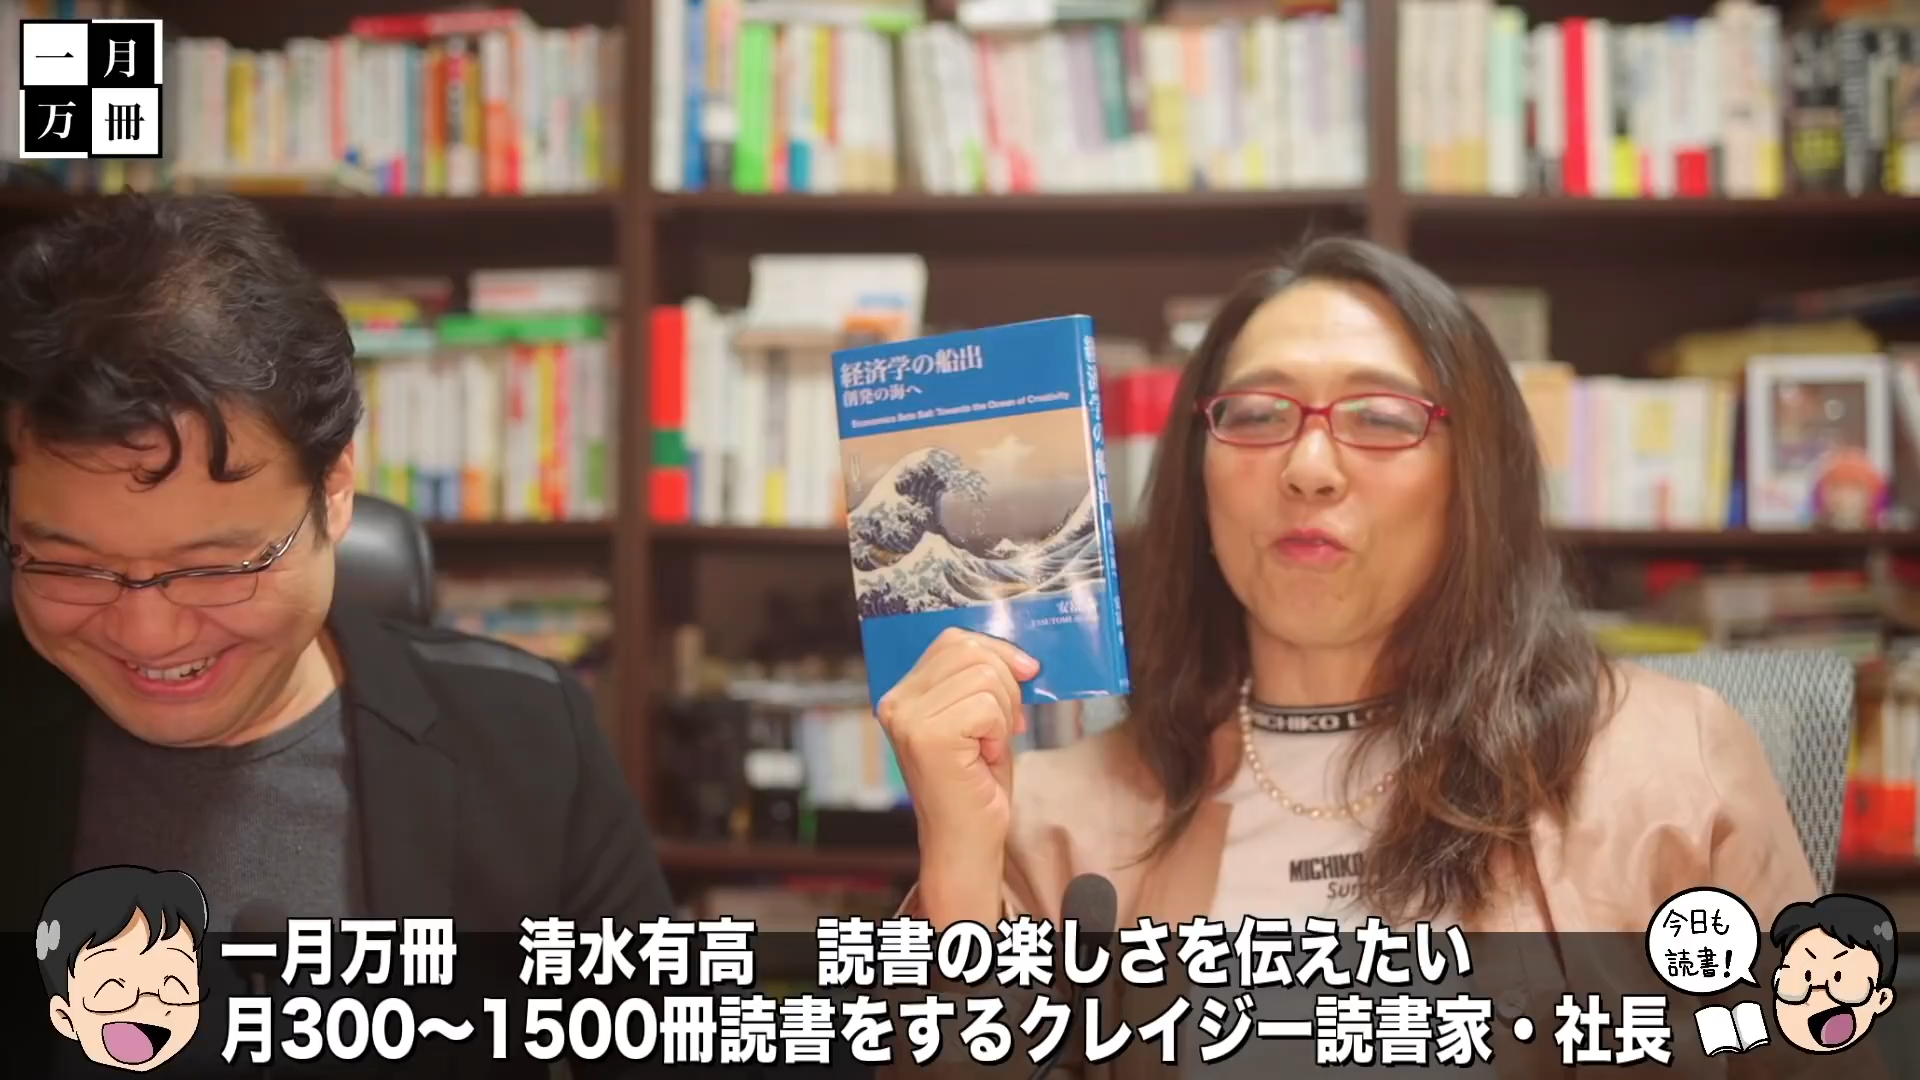 一月
万冊
経済学の船出
創発の海へ
Economics Sets Sail: Towards the Ocean of Creativity
MICHIKO
一月万冊　清水有高　読書の楽しさを伝えたい
月300〜1500冊読書をするクレイジー読書家・社長
今日も
読書!